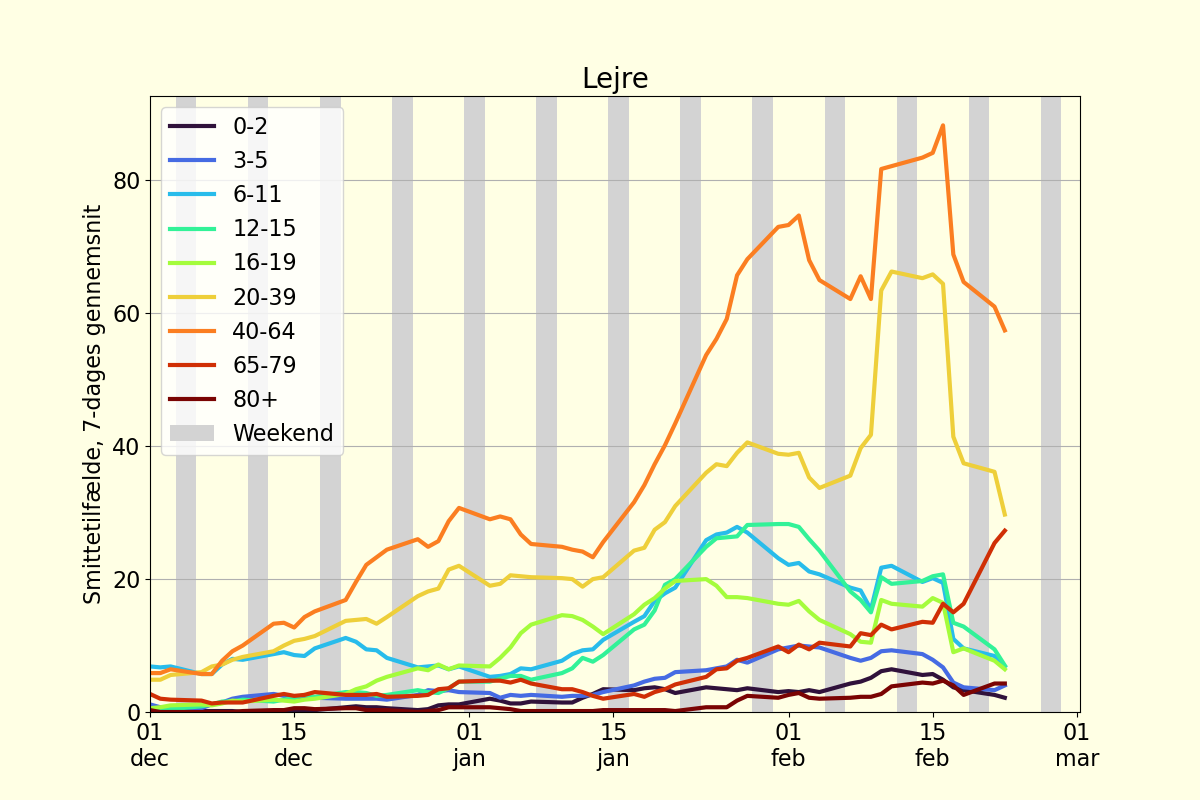 Lejre
Smittetilfælde, 7-dages gennemsnit
80
60
40
20
0
0-2
3-5
6-11
12-15
16-19
20-39
40-64
65-79
80+
Weekend
01 15 01 15 01 15 01
dec dec jan jan feb feb mar